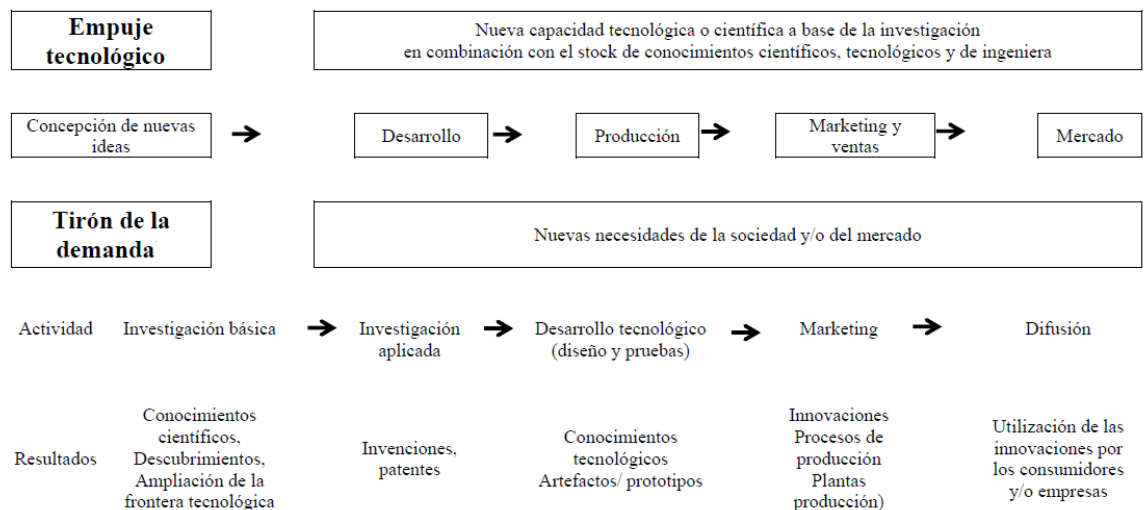 Empuje
tecnológico
Nueva capacidad tecnológica o científica a base de la investigación
en combinación con el stock de conocimientos científicos, tecnológicos y de ingeniera
Concepción de nuevas
ideas
Desarrollo
Producción
Marketing y
ventas
Mercado
Tirón de la
demanda
Nuevas necesidades de la sociedad y/o del mercado
Actividad
Investigación básica
Investigación
aplicada
Desarrollo tecnológico
(diseño y pruebas)
Marketing
Difusión
Resultados
Conocimientos
científicos,
Descubrimientos,
Ampliación de la
frontera tecnológica
Invenciones,
patentes
Conocimientos
tecnológicos
Artefactos/ prototipos
Innovaciones
Procesos de
producción
Plantas
producción)
Utilización de las
innovaciones por
los consumidores
y/o empresas